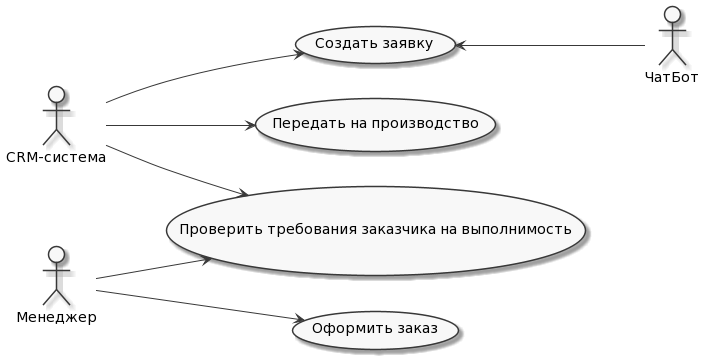 Создать заявку
ЧатБот
Передать на производство
CRM-система
Проверить требования заказчика на выполнимость
Менеджер
Оформить заказ